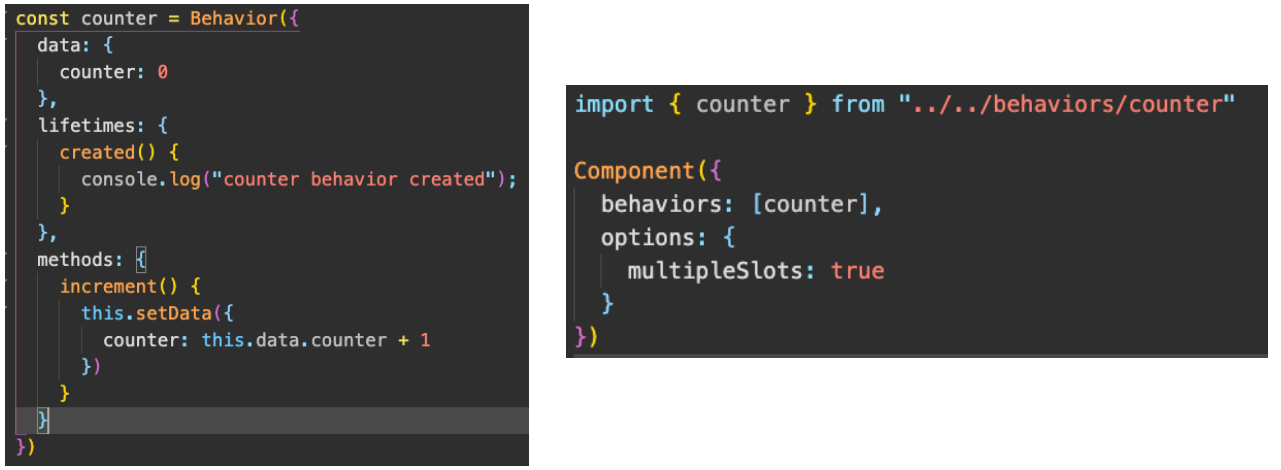 const counter = Behavior({
  data: {
    counter: 0
  },
  lifetimes: {
    created() {
      console.log("counter behavior created");
    }
  },
  methods: {
    increment() {
      this.setData({
        counter: this.data.counter + 1
      })
    }
  }
})
import { counter } from "../../behaviors/counter"

Component({
  behaviors: [counter],
  options: {
    multipleSlots: true
  }
})